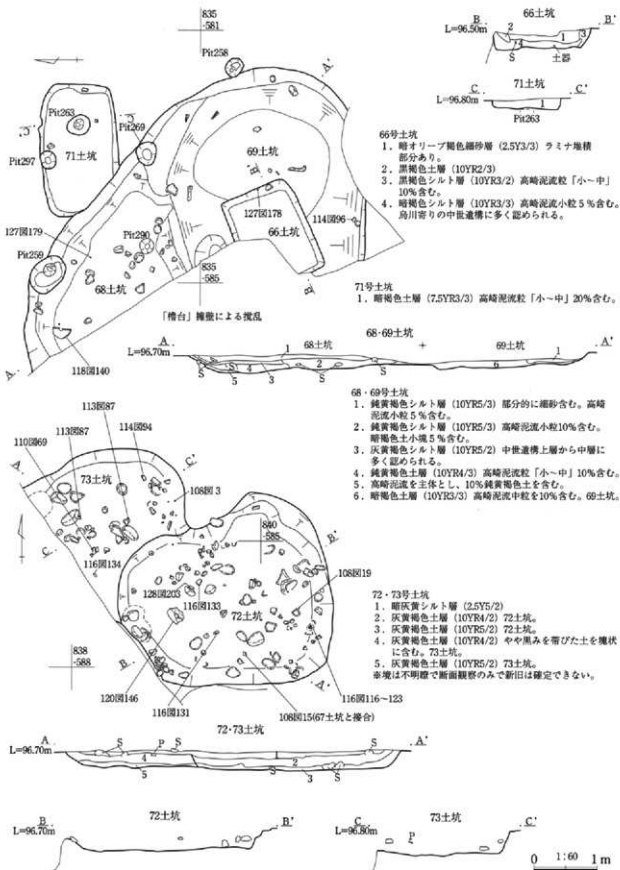 835
-581
Pit258
A'
Pit263
C'
C
Pit269
Pit297
71土坑
69土坑
127図179
127図178
114図96
Pit290
66土坑
Pit259
68土坑
835
-585
「櫓台」擁壁による撹乱
A
118図140
B 66土坑 B'
L=96.50m
2 1 3
4
S 土器
C 71土坑 C'
L=96.80m
1
Pit263
66号土坑
1．暗オリーブ褐色細砂層（2.5Y3/3）ラミナ堆積
部分あり。
2．黒褐色土層（10YR2/3）
3．黒褐色シルト層（10YR3/2）高崎泥流粒「小～中」
10％含む。
4．暗褐色シルト層（10YR3/3）高崎泥流小粒5％含む。
烏川寄りの中世遺構に多く認められる。
71号土坑
1．暗褐色土層（7.5YR3/3）高崎泥流粒「小～中」20％含む。
68･69号土坑
A 68土坑 69土坑 A'
L=96.70m
1 S 1
S S 4 2 S 6
S 5 3
68・69号土坑
1．鈍黄褐色シルト層（10YR5/3）部分的に細砂含む。高崎
泥流小粒5％含む。
2．鈍黄褐色シルト層（10YR5/3）高崎泥流小粒10％含む。
暗褐色土小塊5％含む。
3．灰黄褐色シルト層（10YR5/2）中世遺構上層から中層に
多く認められる。
4．鈍黄褐色土層（10YR4/3）高崎泥流粒「小～中」10％含む。
5．高崎泥流を主体とし、10％鈍黄褐色土を含む。
6．暗褐色土層（10YR3/3）高崎泥流中粒を10％含む。69土坑。
113図87
110図69
113図87
114図94
A
73土坑
C'
108図3
C
116図134
840
-585
B'
128図203
116図133
72土坑
108図19
838
-588
B
A'
120図146
116図131
116図116～123
108図15(67土坑と接合)
72･73号土坑
1．暗灰黄シルト層（2.5Y5/2）
2．灰黄褐色土層（10YR4/2）72土坑。
3．灰黄褐色土層（10YR5/2）72土坑。
4．灰黄褐色土層（10YR4/2）やや黒みを帯びた土を塊状
に含む。73土坑。
5．灰黄褐色土層（10YR5/2）73土坑。
※境は不明瞭で断面観察のみで新旧は確定できない。
72･73土坑
A S P S S A'
L=96.70m
4 2
5 3 S
B 72土坑 B'
L=96.70m
C 73土坑 C'
L=96.80m
P
0 1:60 1m